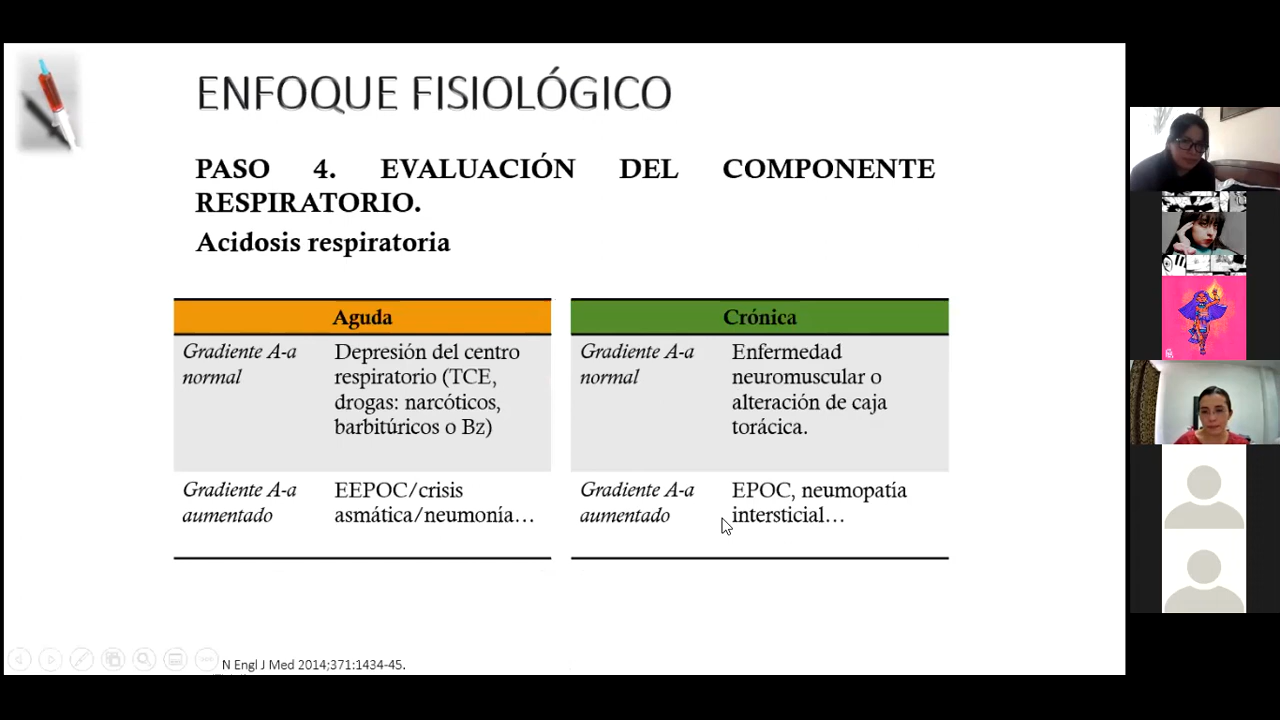 ENFOQUE FISIOLÓGICO
PASO 4. EVALUACIÓN DEL COMPONENTE
RESPIRATORIO.
Acidosis respiratoria
Aguda
Gradiente A-a
normal
Depresión del centro
respiratorio (TCE,
drogas: narcóticos,
barbitúricos o Bz)
Gradiente A-a
aumentado
EEPOC/crisis
asmática/neumonía…
Crónica
Gradiente A-a
normal
Enfermedad
neuromuscular o
alteración de caja
torácica.
Gradiente A-a
aumentado
EPOC, neumopatía
intersticial…
N Engl J Med 2014;371:1434-45.